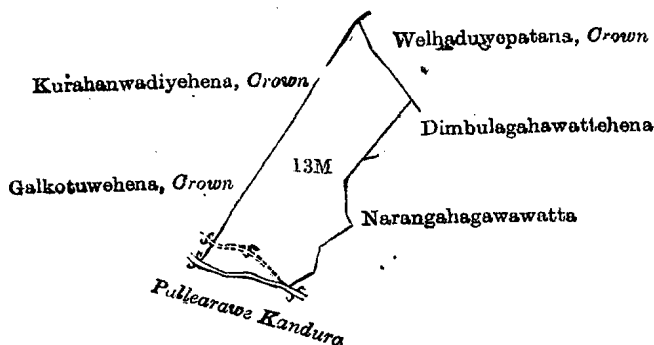 Welhaduwepatana, Crown
Kurahanwadiyehena, Crown
Dimbulagahawattehena
13M
Galkotuwehena, Crown
Narangahagawawatta
Pullearawe Kandura